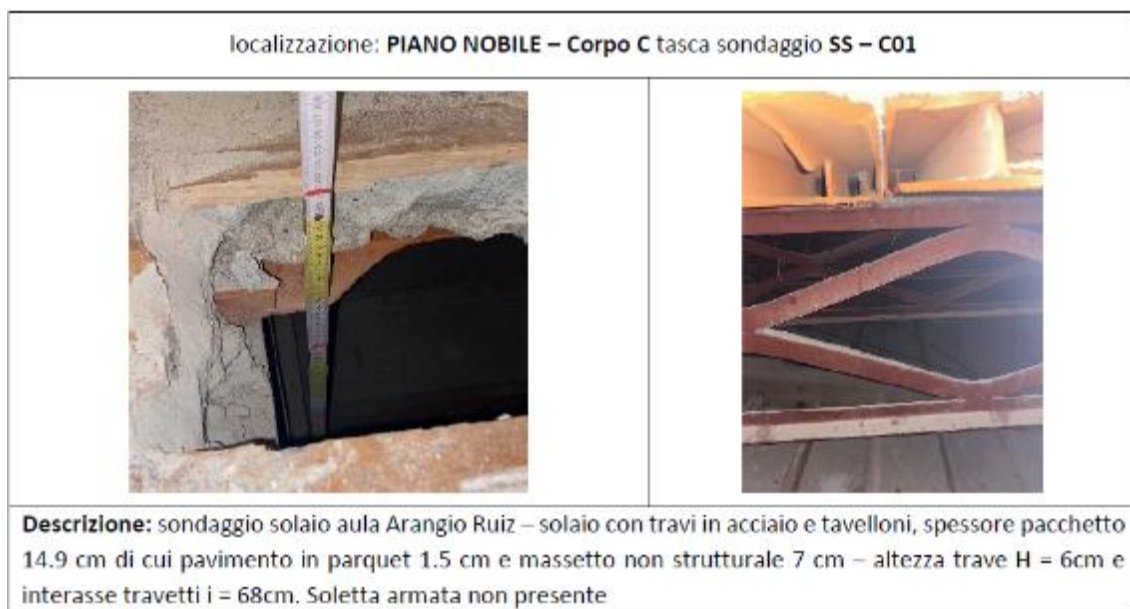 localizzazione: PIANO NOBILE – Corpo C tasca sondaggio SS – C01
Descrizione: sondaggio solaio aula Arangio Ruiz – solaio con travi in acciaio e tavelloni, spessore pacchetto
14.9 cm di cui pavimento in parquet 1.5 cm e massetto non strutturale 7 cm – altezza trave H = 6cm e
interasse travetti i = 68cm. Soletta armata non presente